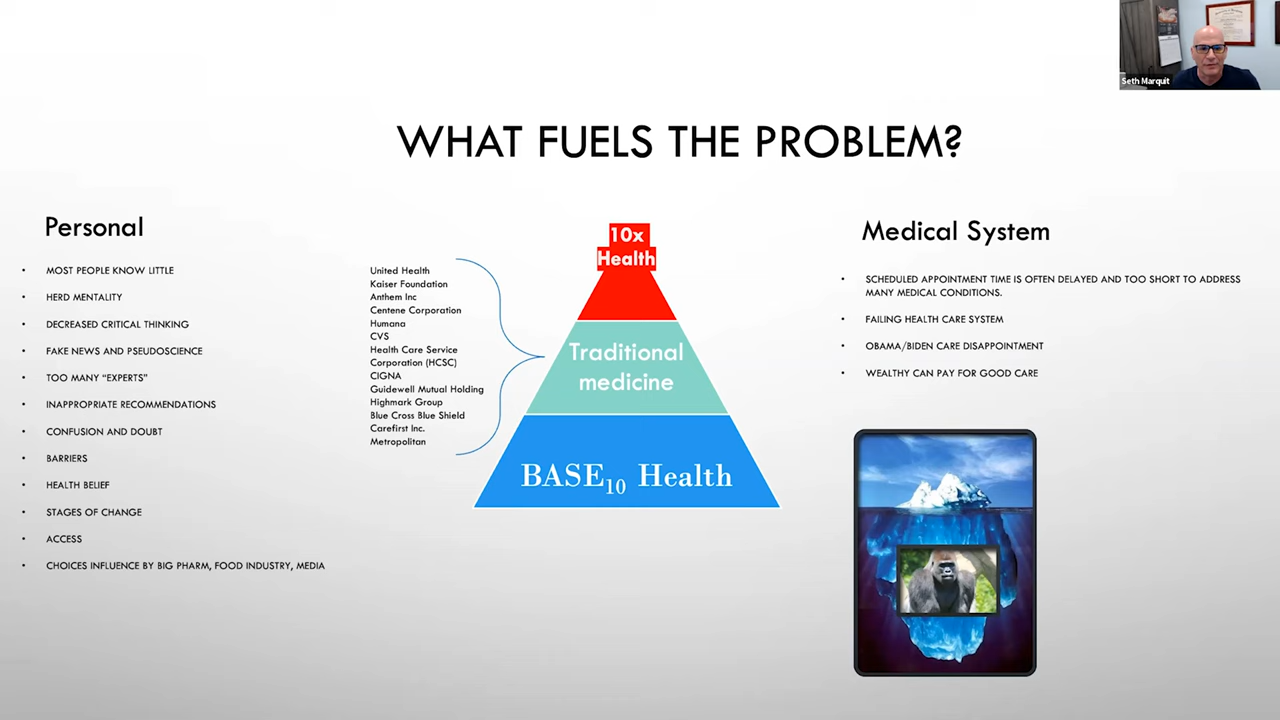 Seth Marquit
WHAT FUELS THE PROBLEM?
Personal
• MOST PEOPLE KNOW LITTLE
• HERD MENTALITY
• DECREASED CRITICAL THINKING
• FAKE NEWS AND PSEUDOSCIENCE
• TOO MANY “EXPERTS”
• INAPPROPRIATE RECOMMENDATIONS
• CONFUSION AND DOUBT
• BARRIERS
• HEALTH BELIEF
• STAGES OF CHANGE
• ACCESS
• CHOICES INFLUENCE BY BIG PHARM, FOOD INDUSTRY, MEDIA
United Health
Kaiser Foundation
Anthem Inc
Centene Corporation
Humana
CVS
Health Care Service
Corporation (HCSC)
CIGNA
Guidewell Mutual Holding
Highmark Group
Blue Cross Blue Shield
Carefirst Inc.
Metropolitan
10x
Health
Traditional
medicine
BASE10 Health
Medical System
• SCHEDULED APPOINTMENT TIME IS OFTEN DELAYED AND TOO SHORT TO ADDRESS
MANY MEDICAL CONDITIONS.
• FAILING HEALTH CARE SYSTEM
• OBAMA/BIDEN CARE DISAPPOINTMENT
• WEALTHY CAN PAY FOR GOOD CARE